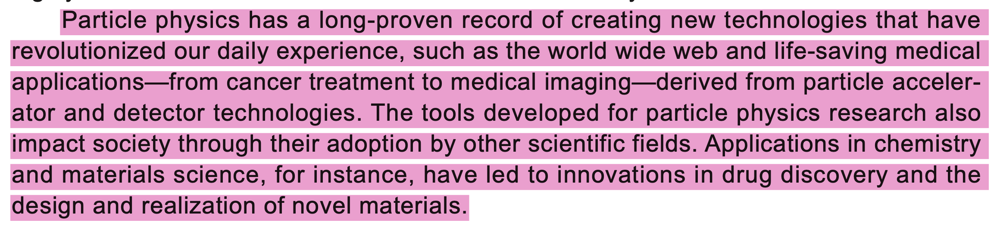 Particle physics has a long-proven record of creating new technologies that have
revolutionized our daily experience, such as the world wide web and life-saving medical
applications—from cancer treatment to medical imaging—derived from particle acceler-
ator and detector technologies. The tools developed for particle physics research also
impact society through their adoption by other scientific fields. Applications in chemistry
and materials science, for instance, have led to innovations in drug discovery and the
design and realization of novel materials.